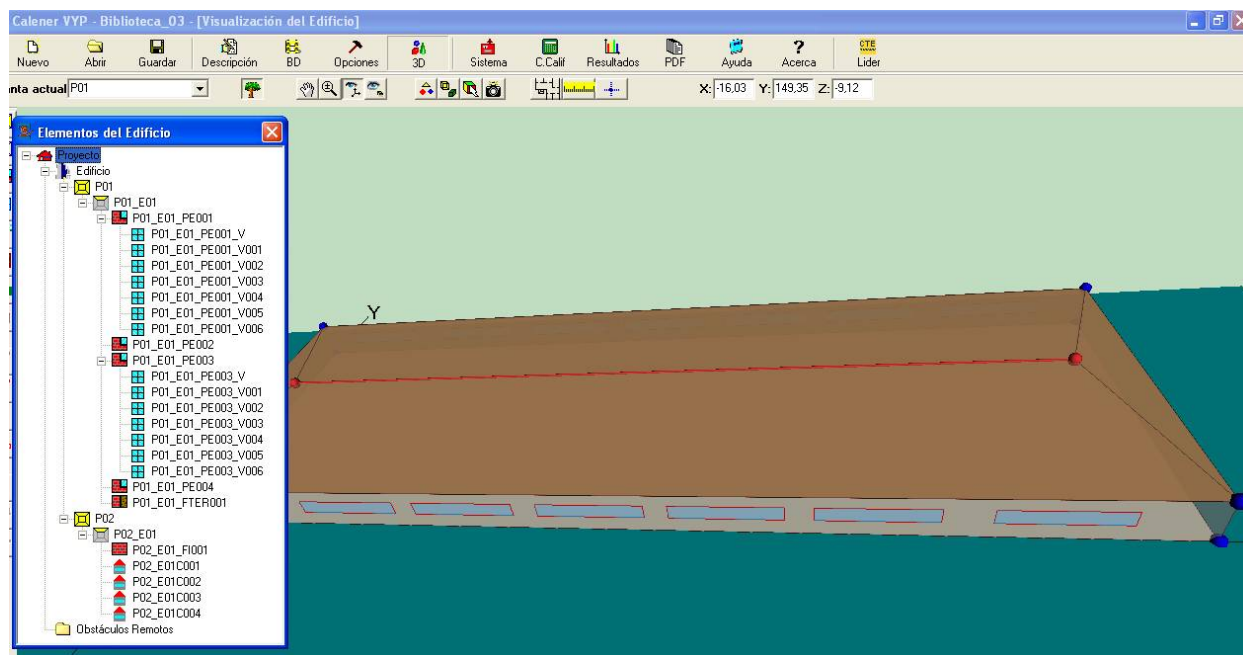 Calener VYP - Biblioteca_03 - [Visualización del Edificio]
Nuevo Abrir Guardar Descripción BD Opciones 3D Sistema C.Calif Resultados PDF Ayuda Acerca CTE Lider
nta actual P01 X: -16,03 Y: 149,35 Z: -9,12
Elementos del Edificio
Proyecto
Edificio
P01
P01_E01
P01_E01_PE001
P01_E01_PE001_V
P01_E01_PE001_V001
P01_E01_PE001_V002
P01_E01_PE001_V003
P01_E01_PE001_V004
P01_E01_PE001_V005
P01_E01_PE001_V006
P01_E01_PE002
P01_E01_PE003
P01_E01_PE003_V
P01_E01_PE003_V001
P01_E01_PE003_V002
P01_E01_PE003_V003
P01_E01_PE003_V004
P01_E01_PE003_V005
P01_E01_PE003_V006
P01_E01_PE004
P01_E01_FTER001
P02
P02_E01
P02_E01_FI001
P02_E01C001
P02_E01C002
P02_E01C003
P02_E01C004
Obstáculos Remotos
Y